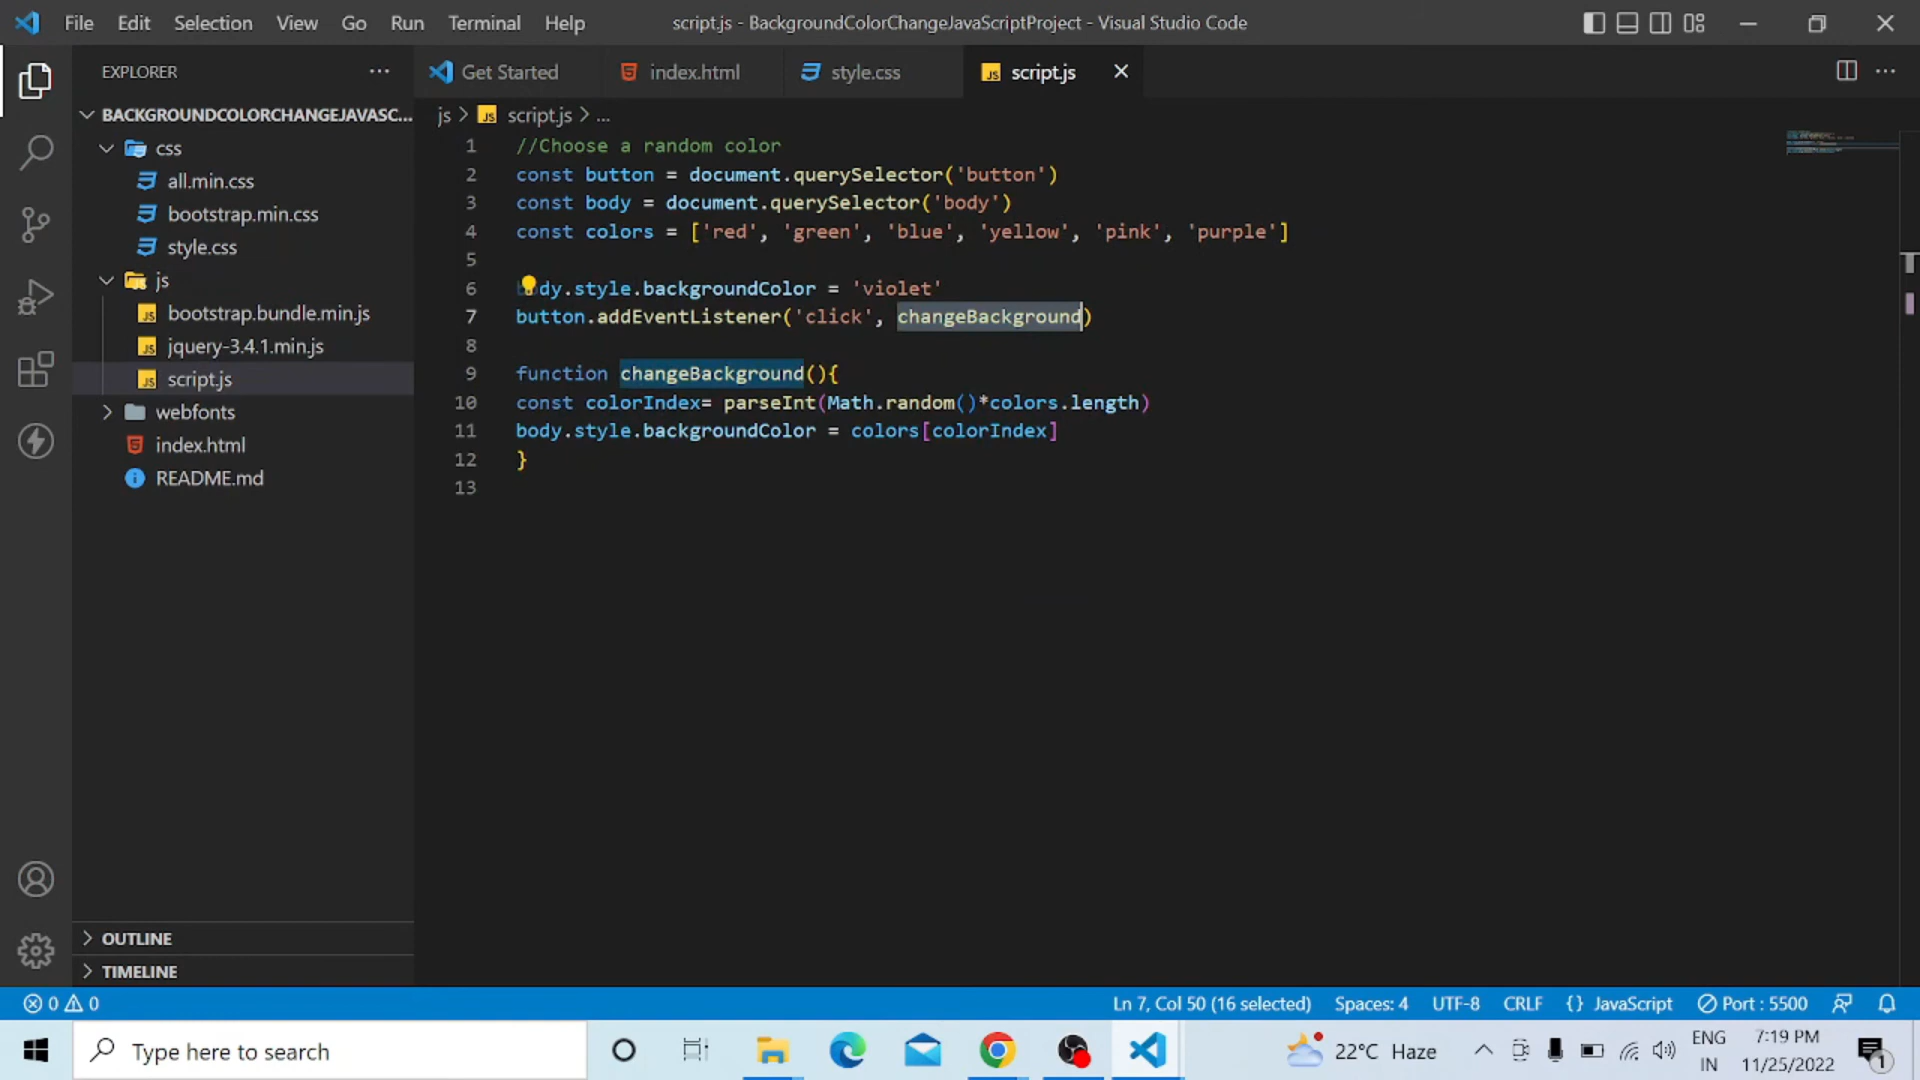 File Edit Selection View Go Run Terminal Help script.js - BackgroundColorChangeJavaScriptProject - Visual Studio Code
EXPLORER
Get Started index.html style.css script.js
BACKGROUNDCOLORCHANGEJAVASC...
css
all.min.css
bootstrap.min.css
style.css
js
bootstrap.bundle.min.js
jquery-3.4.1.min.js
script.js
webfonts
index.html
README.md
OUTLINE
TIMELINE
js > JS script.js > ...
1 //Choose a random color
2 const button = document.querySelector('button')
3 const body = document.querySelector('body')
4 const colors = ['red', 'green', 'blue', 'yellow', 'pink', 'purple']
5
6 body.style.backgroundColor = 'violet'
7 button.addEventListener('click', changeBackground)
8
9 function changeBackground(){
10 const colorIndex= parseInt(Math.random()*colors.length)
11 body.style.backgroundColor = colors[colorIndex]
12 }
13
0 0 Ln 7, Col 50 (16 selected) Spaces: 4 UTF-8 CRLF {} JavaScript Port : 5500
Type here to search 22°C Haze ENG IN 7:19 PM 11/25/2022 1